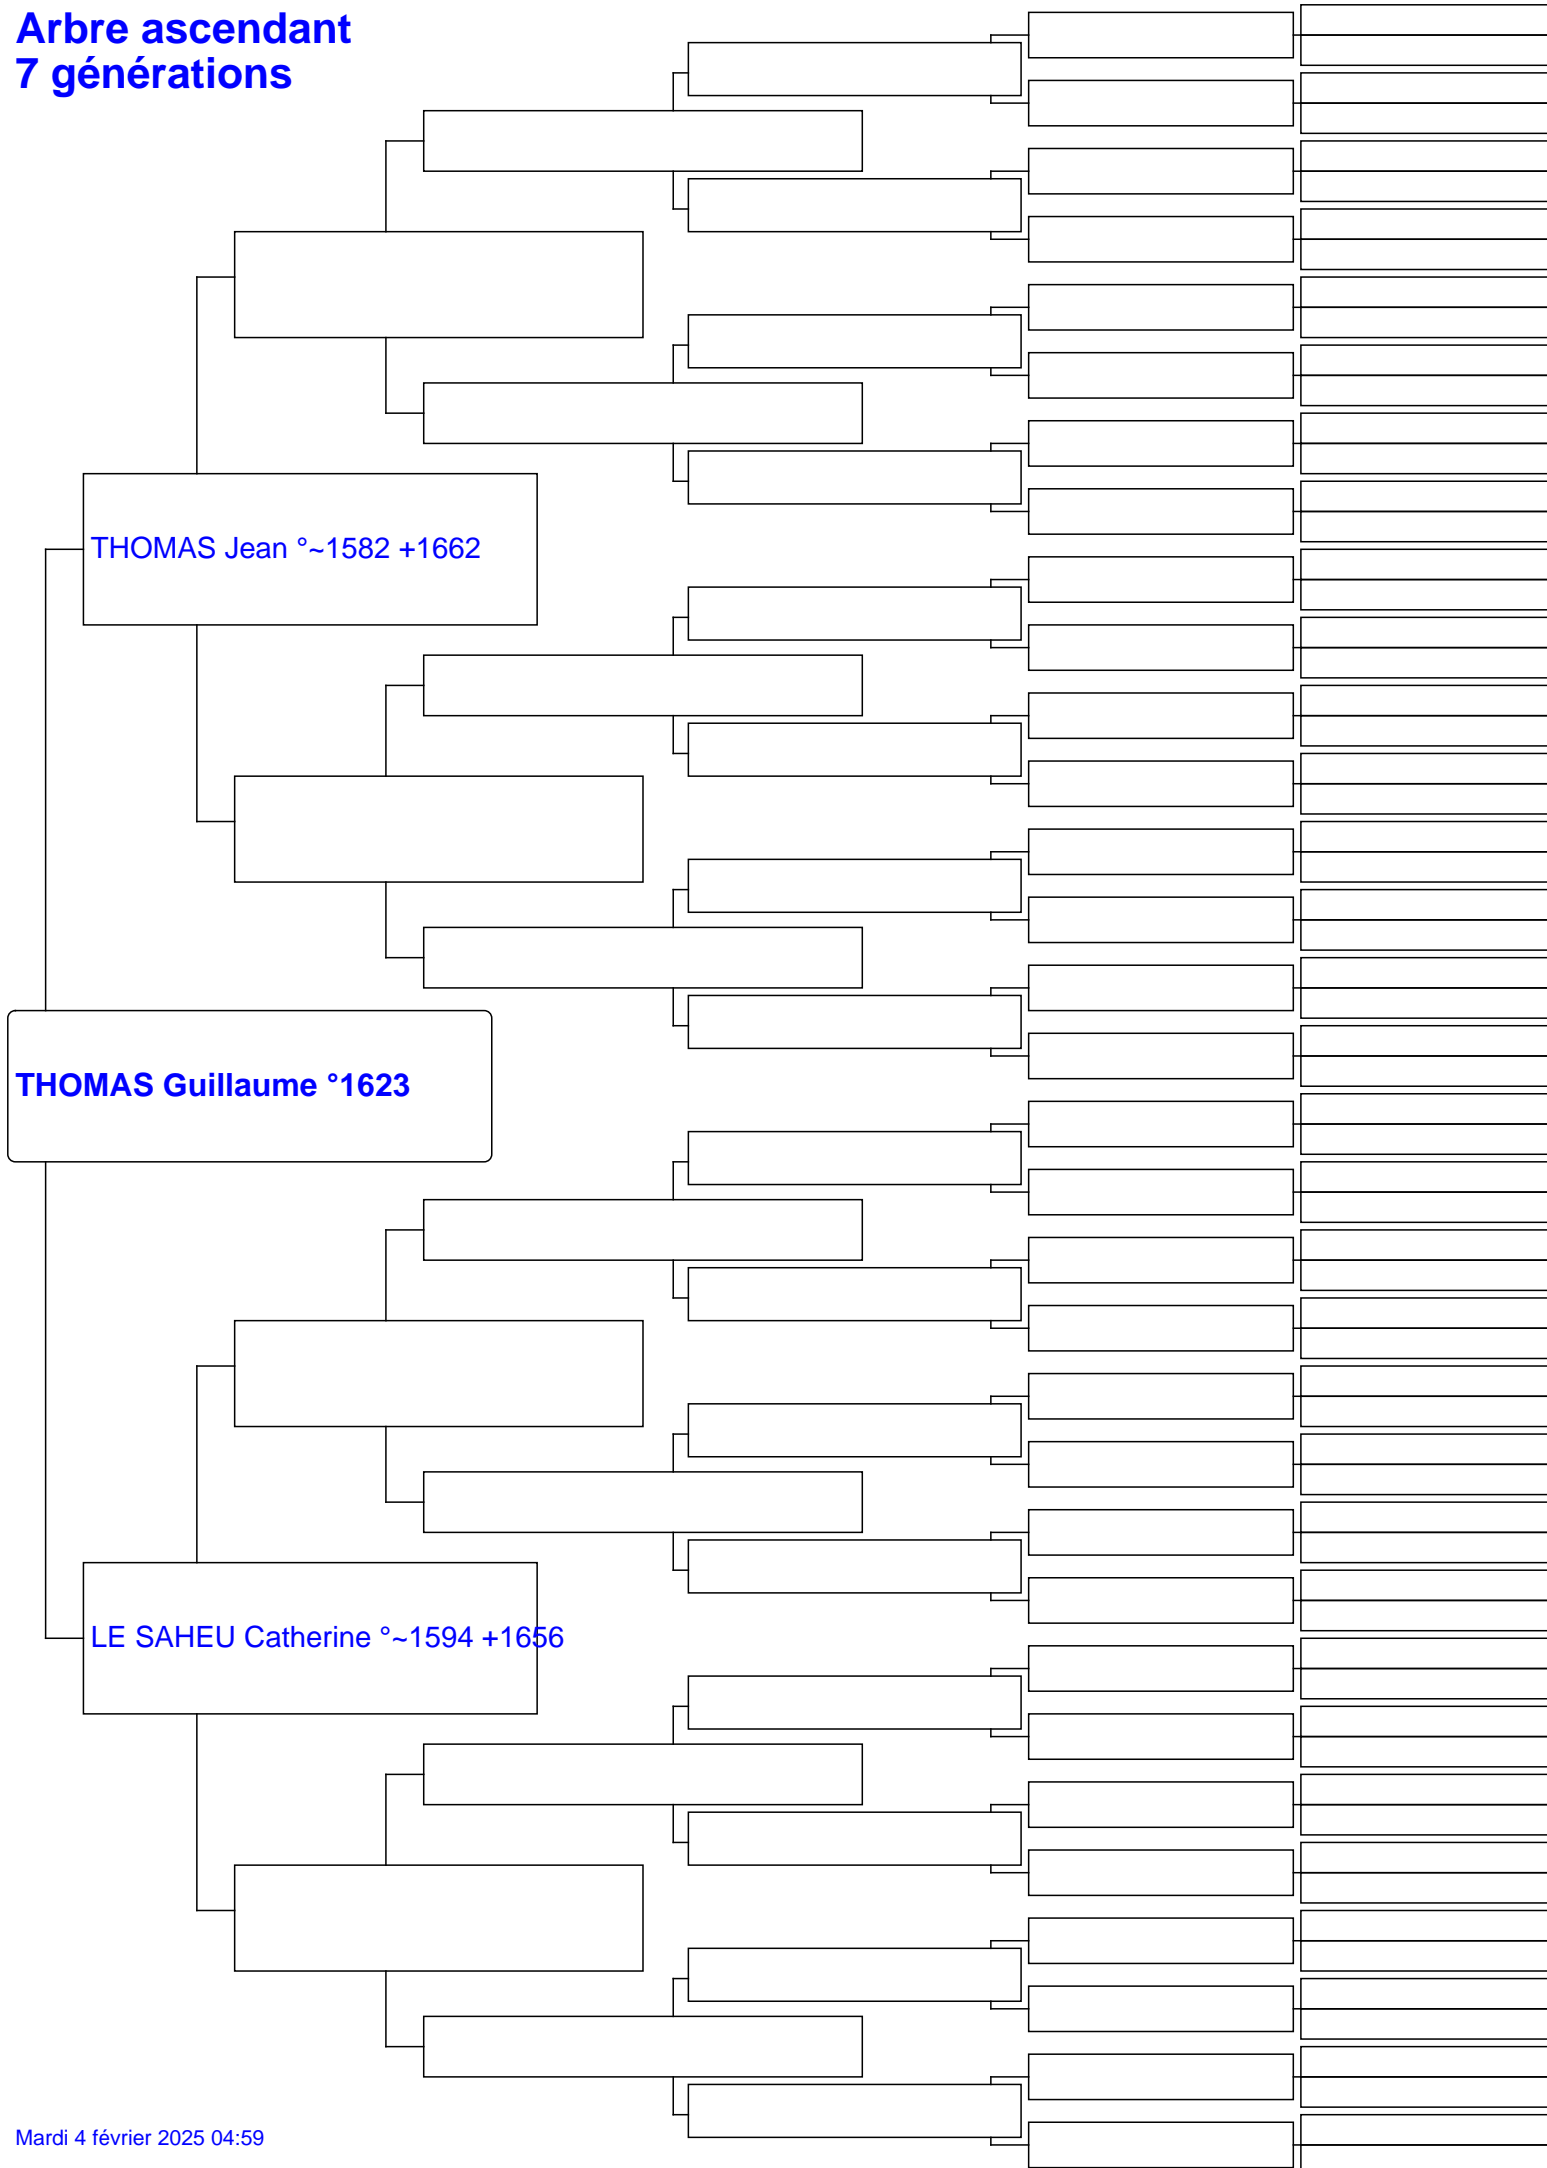 Arbre ascendant
7 générations
THOMAS Jean °~1582 +1662
THOMAS Guillaume °1623
LE SAHEU Catherine °~1594 +1656
Mardi 4 février 2025 04:59